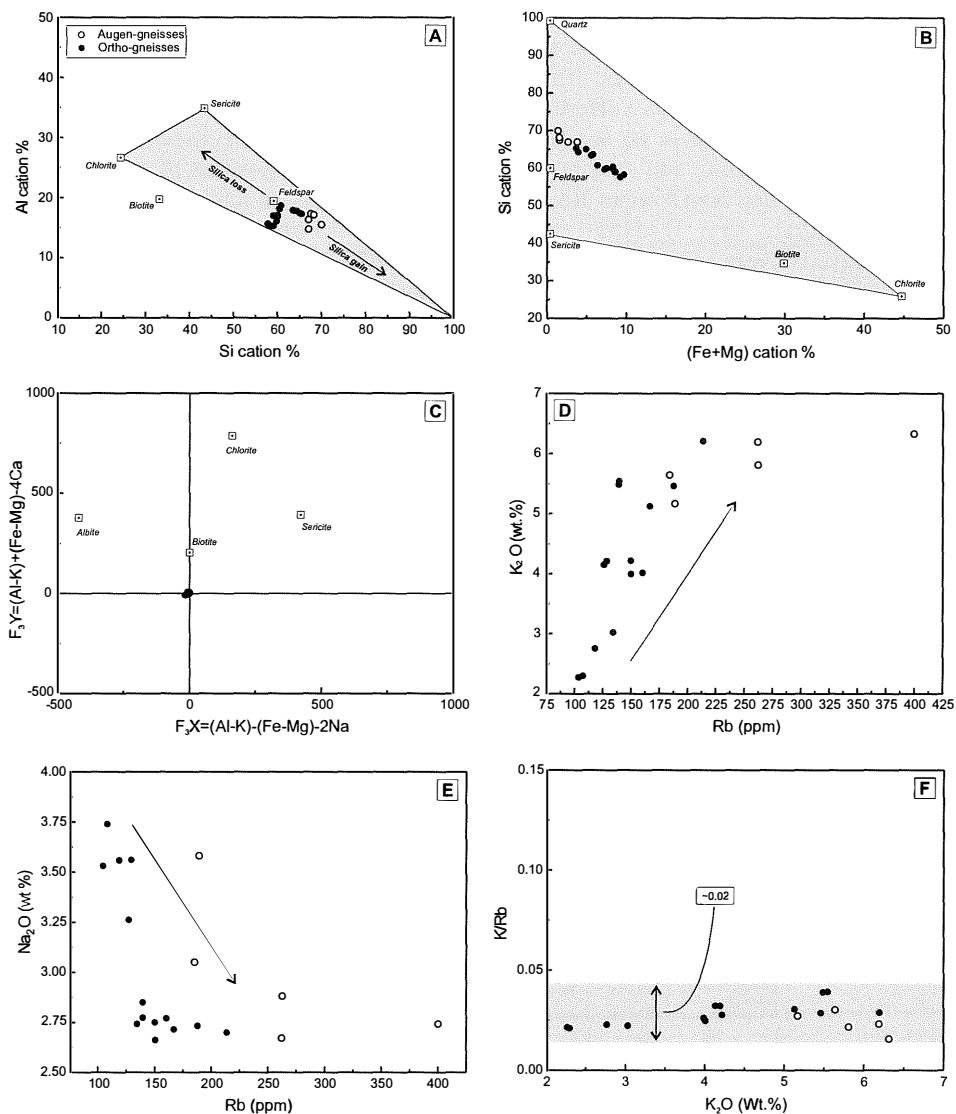 A
Augen-gneisses
Ortho-gneisses
50
40
30
20
10
0
Al cation %
Sericite
Chlorite
Biotite
Feldspar
Silica loss
Silica gain
10 20 30 40 50 60 70 80 90 100
Si cation %
B
100
90
80
70
60
50
40
30
20
Si cation %
Quartz
Feldspar
Sericite
Biotite
Chlorite
0 10 20 30 40 50
(Fe+Mg) cation %
C
1000
500
0
-500
F₃Y=(Al-K)+(Fe-Mg)-4Ca
Chlorite
Albite
Sericite
Biotite
-500 0 500 1000
F₃X=(Al-K)-(Fe-Mg)-2Na
D
7
6
5
4
3
2
K₂O (wt.%)
75 100 125 150 175 200 225 250 275 300 325 350 375 400 425
Rb (ppm)
E
4.00
3.75
3.50
3.25
3.00
2.75
2.50
Na₂O (wt %)
100 150 200 250 300 350 400
Rb (ppm)
F
0.15
0.10
0.05
0.00
K/Rb
~0.02
2 3 4 5 6 7
K₂O (Wt.%)